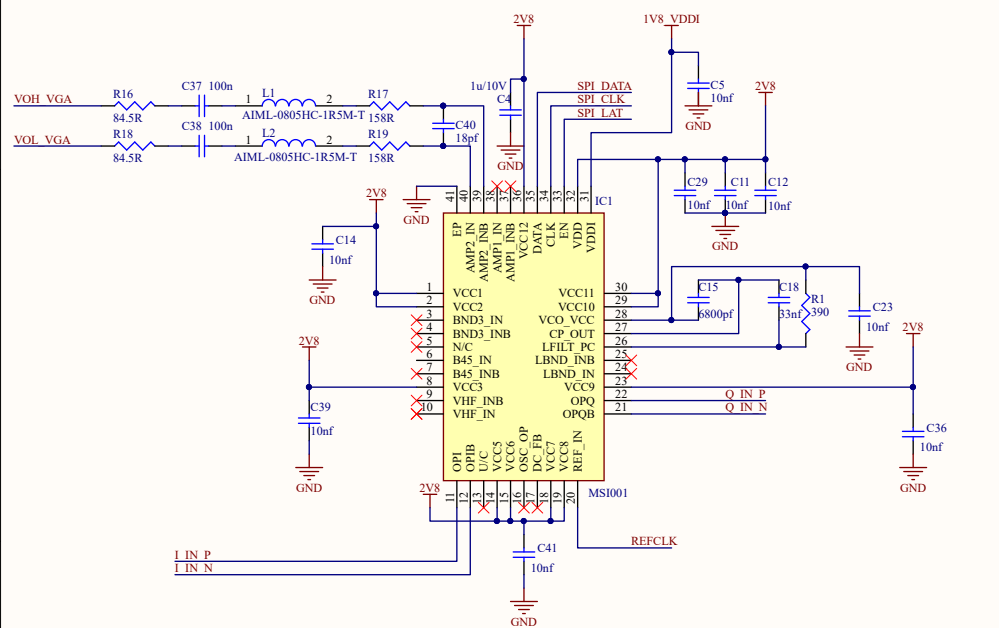 2V8
1V8_VDDI
C37 100n
L1
R16
R17
VOH_VGA
1
2
84.5R
AIML-0805HC-1R5M-T
158R
C38 100n
L2
R18
R19
VOL_VGA
1
2
84.5R
AIML-0805HC-1R5M-T
158R
C40
18pf
1u/10V
C4
GND
SPI_DATA
SPI_CLK
SPI_LAT
C5
10nf
GND
2V8
C29
10nf
C11
10nf
C12
10nf
GND
2V8
GND
C14
10nf
GND
41
40
39
38
37
36
35
34
33
32
31
IC1
EP
AMP2_IN
AMP2_INB
AMP1_IN
AMP1_INB
VCC12
DATA
CLK
EN
VDD
VDDI
1 VCC1
2 VCC2
3 BND3_IN
4 BND3_INB
5 N/C
6 B45_IN
7 B45_INB
8 VCC3
9 VHF_INB
10 VHF_IN
VCC11 30
VCC10 29
VCO_VCC 28
CP_OUT 27
LFILT_PC 26
LBND_INB 25
LBND_IN 24
VCC9 23
OPQ 22
OPQB 21
C15
6800pf
C18
33nf
R1
390
C23
10nf
GND
2V8
Q_IN_P
Q_IN_N
C36
10nf
GND
2V8
C39
10nf
GND
OPI
OPIB
U/C
VCC5
VCC6
OSC_OP
DC_FB
VCC7
VCC8
REF_IN
11
12
13
14
15
16
17
18
19
20
MSI001
2V8
C41
10nf
GND
REFCLK
I_IN_P
I_IN_N